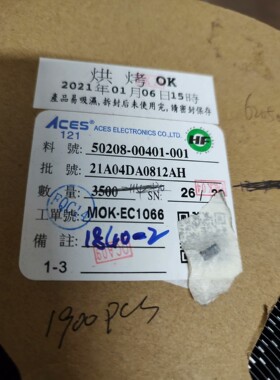 烘 烤 OK
2021年01月06日15時
產品易吸濕,拆封后未使用完,請密封保存
ACES ACES ELECTRONICS CO.,LTD.
121
HF
料 號: 50208-00401-001
批 號: 21A04DA0812AH
數 量: 3500 SN: 26 /
工單號: MOK-EC1066
備 註: 1840-2
1-3
1900 pcs